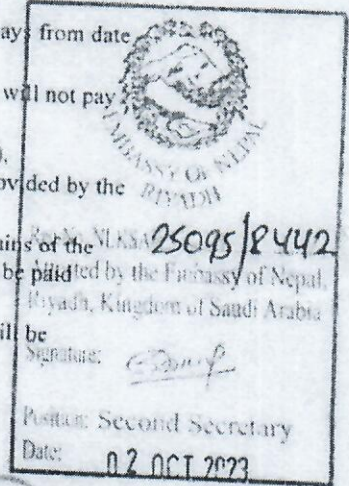 ays from date
will not pay
EMBASSY OF NEPAL
RIYADH
).
ovided by the
ains of the
Reg No. NLKSA 25095/8442
be paid
Attested by the Embassy of Nepal,
Riyadh, Kingdom of Saudi Arabia
ill be
Signature:
Position: Second Secretary
Date: 02 OCT 2023